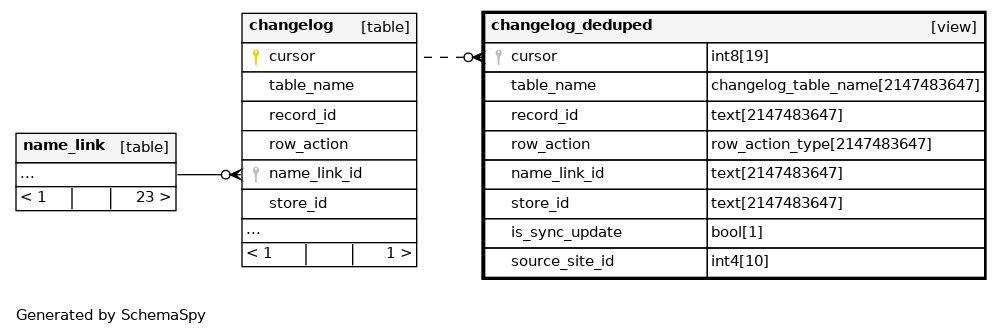 name_link [table]
...
< 1 23 >
changelog [table]
cursor
table_name
record_id
row_action
name_link_id
store_id
...
< 1 1 >
changelog_deduped [view]
cursor int8[19]
table_name changelog_table_name[2147483647]
record_id text[2147483647]
row_action row_action_type[2147483647]
name_link_id text[2147483647]
store_id text[2147483647]
is_sync_update bool[1]
source_site_id int4[10]
Generated by SchemaSpy